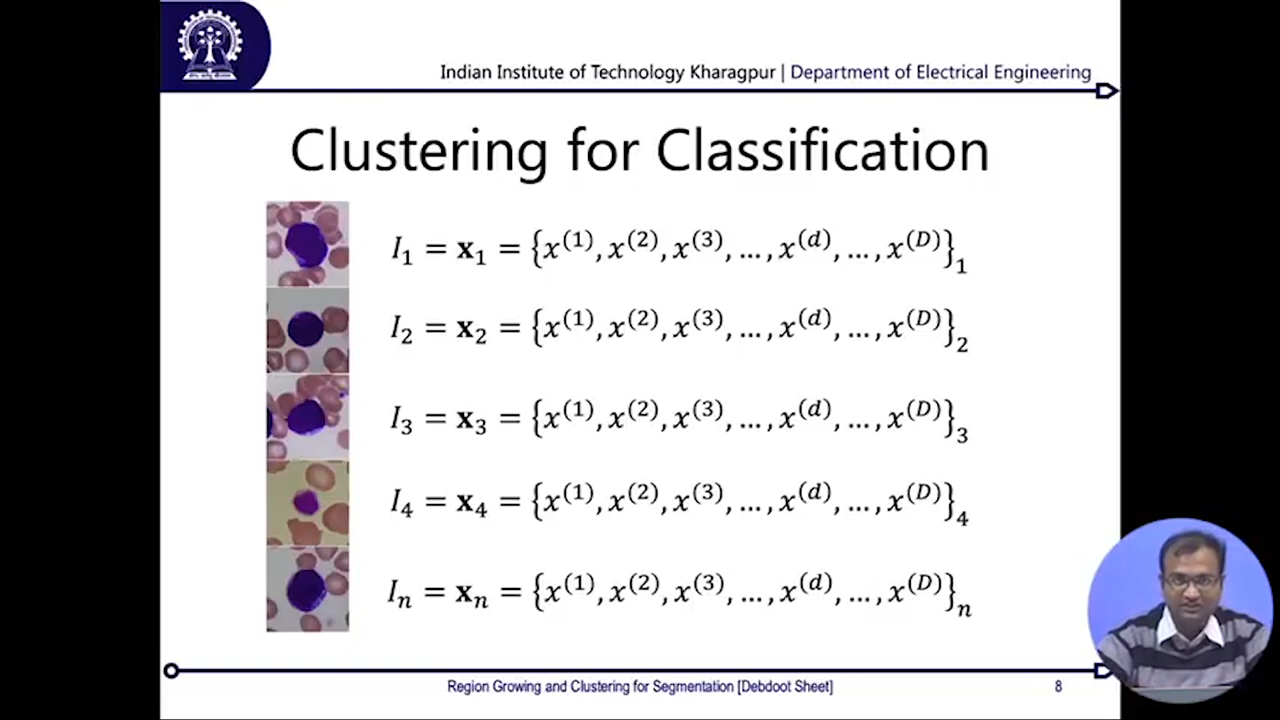 Indian Institute of Technology Kharagpur | Department of Electrical Engineering
Clustering for Classification
I₁ = x₁ = {x⁽¹⁾, x⁽²⁾, x⁽³⁾, …, x⁽ᵈ⁾, …, x⁽ᴰ⁾}₁
I₂ = x₂ = {x⁽¹⁾, x⁽²⁾, x⁽³⁾, …, x⁽ᵈ⁾, …, x⁽ᴰ⁾}₂
I₃ = x₃ = {x⁽¹⁾, x⁽²⁾, x⁽³⁾, …, x⁽ᵈ⁾, …, x⁽ᴰ⁾}₃
I₄ = x₄ = {x⁽¹⁾, x⁽²⁾, x⁽³⁾, …, x⁽ᵈ⁾, …, x⁽ᴰ⁾}₄
Iₙ = xₙ = {x⁽¹⁾, x⁽²⁾, x⁽³⁾, …, x⁽ᵈ⁾, …, x⁽ᴰ⁾}ₙ
Region Growing and Clustering for Segmentation [Debdoot Sheet]
8